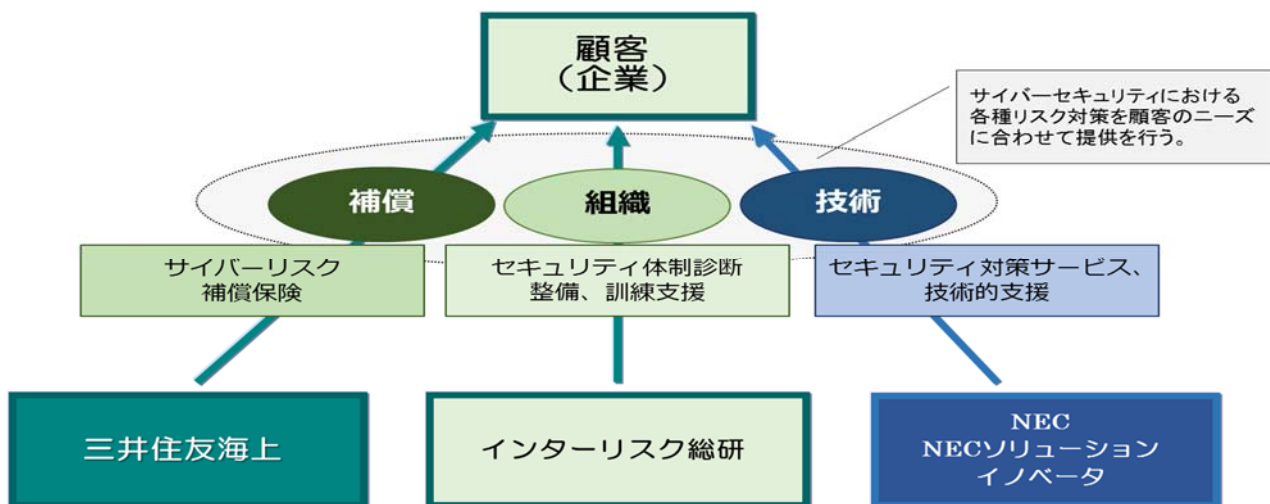 顧客
（企業）
サイバーセキュリティにおける
各種リスク対策を顧客のニーズ
に合わせて提供を行う。
補償
組織
技術
サイバーリスク
補償保険
セキュリティ体制診断
整備、訓練支援
セキュリティ対策サービス、
技術的支援
三井住友海上
インターリスク総研
NEC
NECソリューション
イノベータ